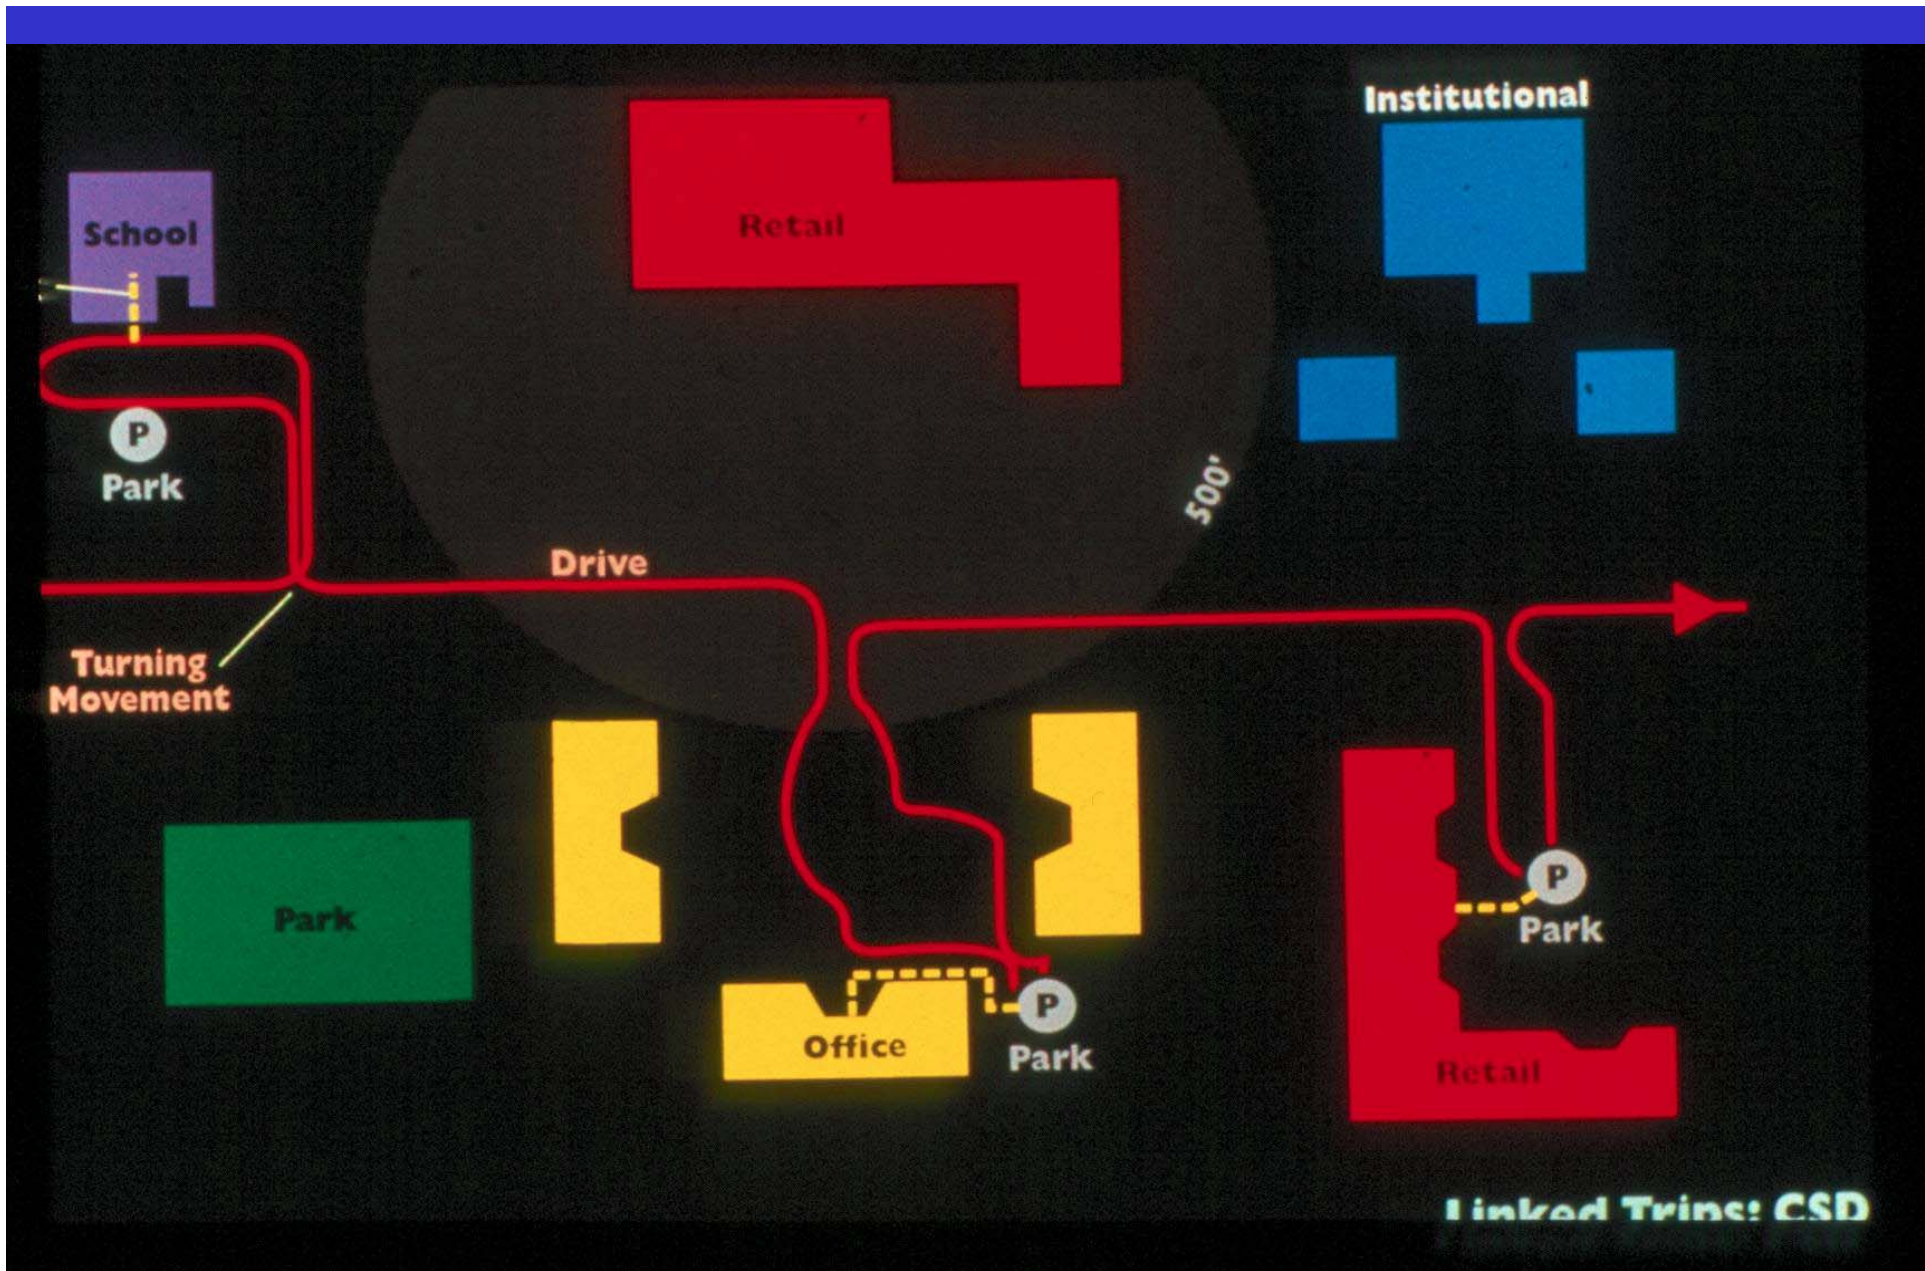 Institutional
School
Retail
P
Park
500'
Drive
Turning
Movement
Park
P
Park
Office
P
Park
Retail
Linked Trips: CSD